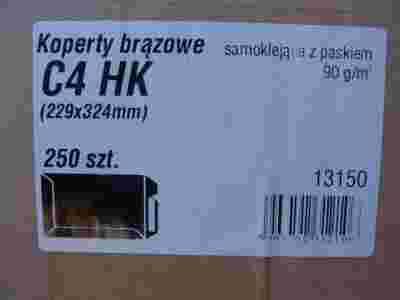 Koperty brązowe
C4 HK
(229x324mm)
250 szt.
samoklejące z paskiem
90 g/m²
13150